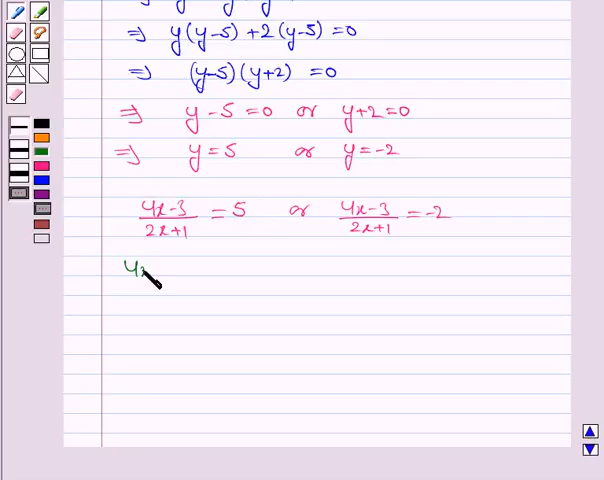 ⇒ y(y-5) +2(y-5) =0
⇒ (y-5)(y+2) =0
⇒ y-5=0 or y+2=0
⇒ y=5 or y=-2
4x-3/2x+1 = 5 or 4x-3/2x+1 = -2
4x